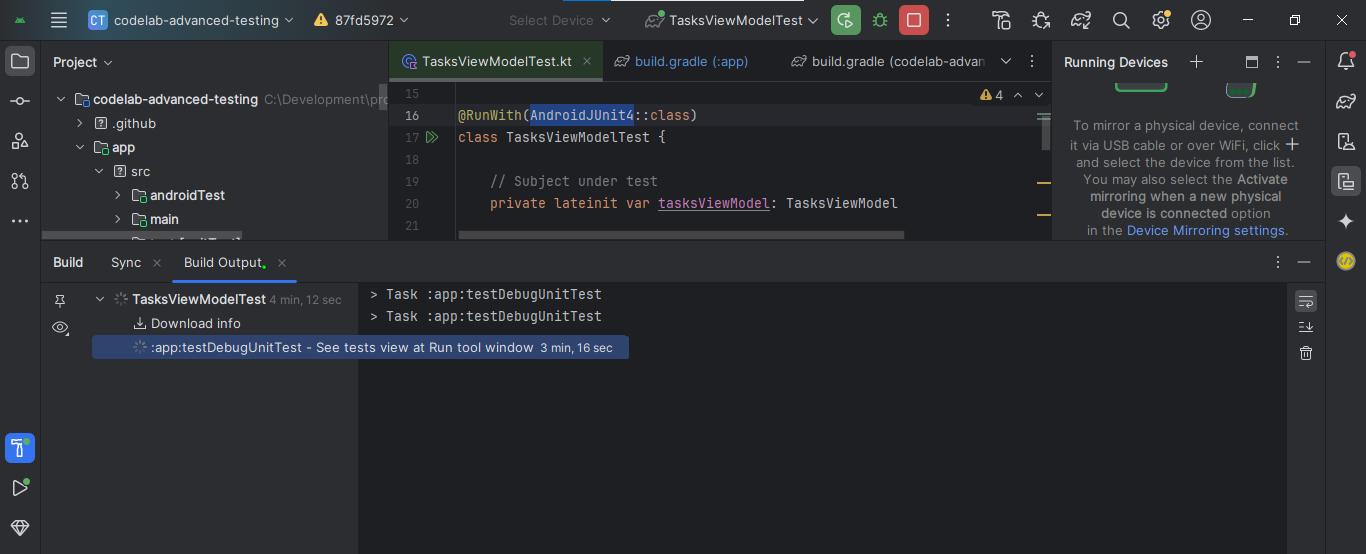 CT codelab-advanced-testing 87fd5972 Select Device TasksViewModelTest
Project
codelab-advanced-testing C:\Development\pro
.github
app
src
androidTest
main
TasksViewModelTest.kt build.gradle (:app) build.gradle (codelab-advan
15
16 @RunWith(AndroidJUnit4::class)
17 class TasksViewModelTest {
18
19 // Subject under test
20 private lateinit var tasksViewModel: TasksViewModel
21
4
Running Devices
To mirror a physical device, connect
it via USB cable or over WiFi, click +
and select the device from the list.
You may also select the Activate
mirroring when a new physical
device is connected option
in the Device Mirroring settings.
Build Sync Build Output
TasksViewModelTest 4 min, 12 sec
Download info
:app:testDebugUnitTest - See tests view at Run tool window 3 min, 16 sec
> Task :app:testDebugUnitTest
> Task :app:testDebugUnitTest